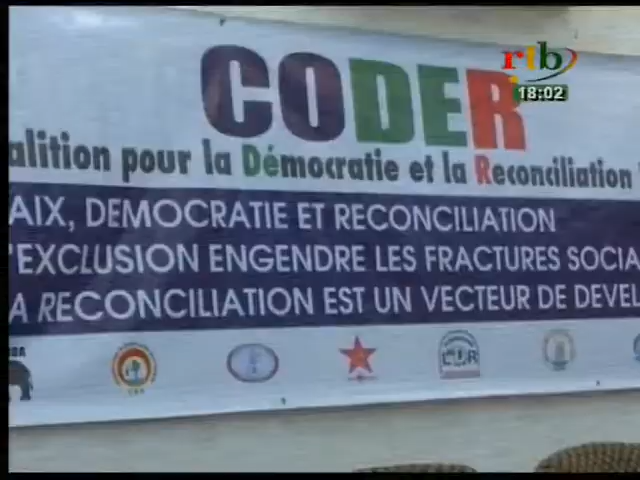 rtb
18:02
CODER
alition pour la Démocratie et la Reconciliation
AIX, DEMOCRATIE ET RECONCILIATION
'EXCLUSION ENGENDRE LES FRACTURES SOCIA
A RECONCILIATION EST UN VECTEUR DE DEVEL